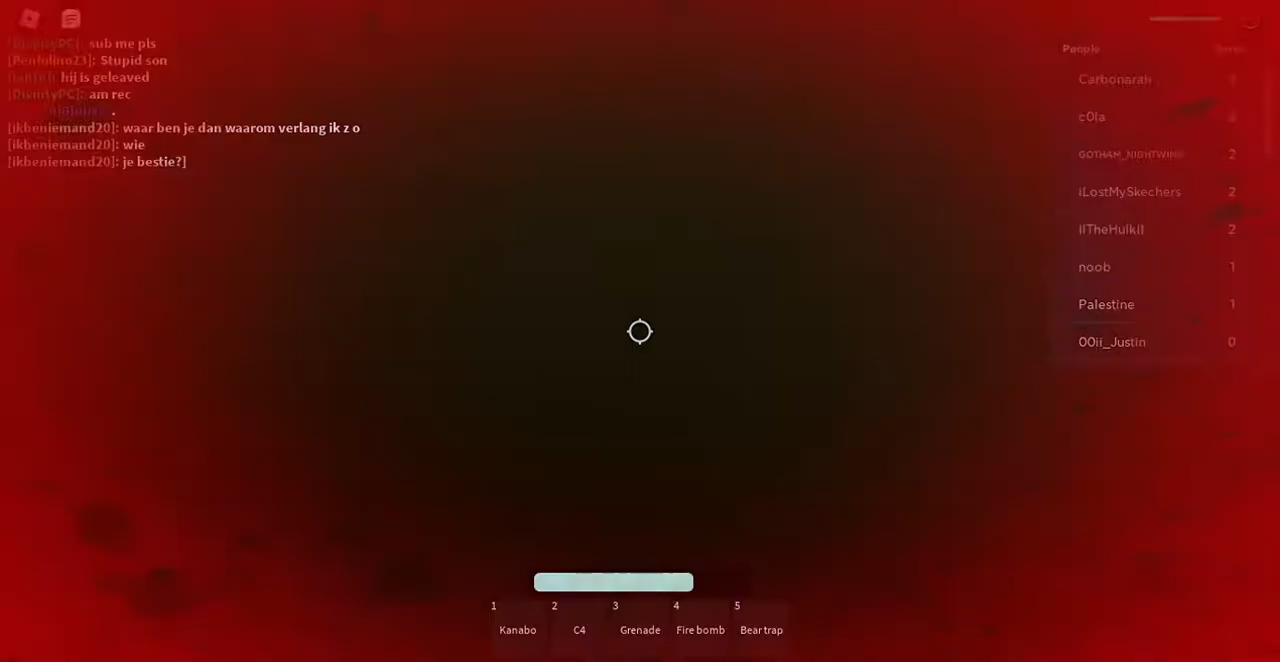 [DivinityPC]: sub me pls
[Penfolino23]: Stupid son
hij is geleaved
[DivinityPC]: am rec
.
[ikbeniemand20]: waar ben je dan waarom verlang ik z o
[ikbeniemand20]: wie
[ikbeniemand20]: je bestie?]
People
Carbonarah
c0la
GOTHAM_NIGHTWING 2
iLostMySkechers 2
IITheHulkII 2
noob 1
Palestine 1
00ii_Justin 0
1 2 3 4 5
Kanabo C4 Grenade Fire bomb Bear trap